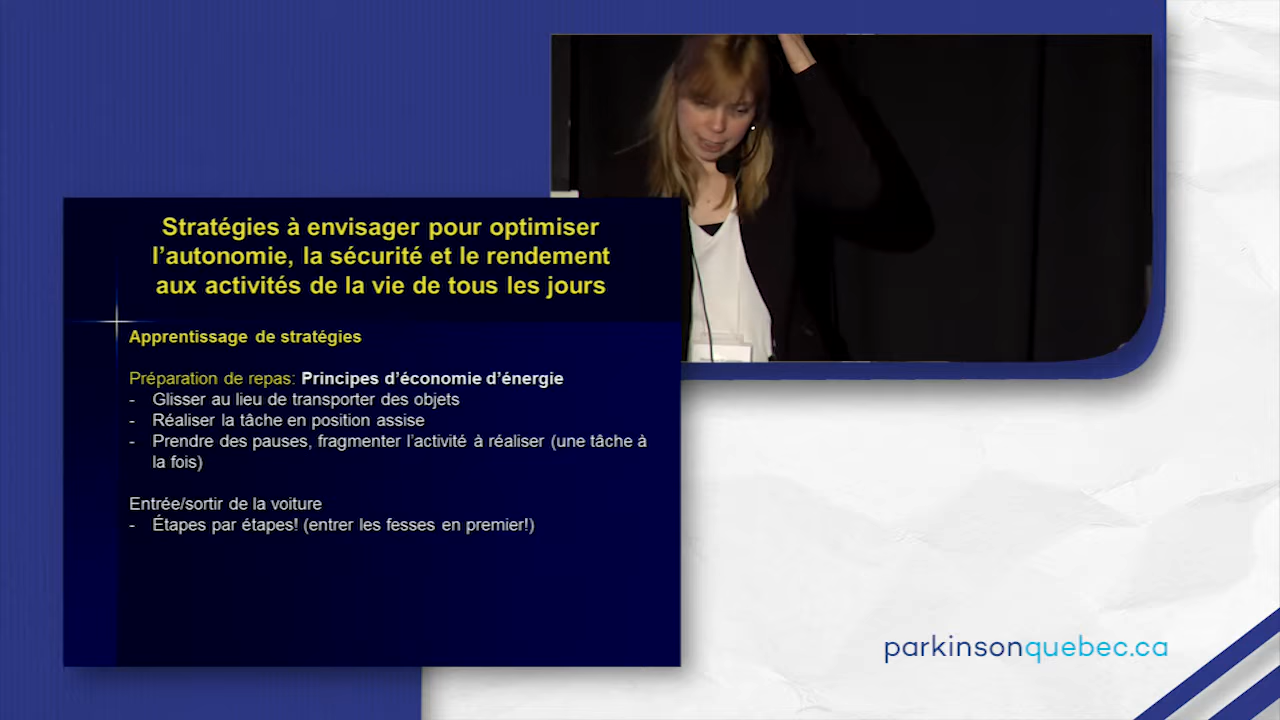 Stratégies à envisager pour optimiser
l'autonomie, la sécurité et le rendement
aux activités de la vie de tous les jours
Apprentissage de stratégies
Préparation de repas: Principes d'économie d'énergie
- Glisser au lieu de transporter des objets
- Réaliser la tâche en position assise
- Prendre des pauses, fragmenter l'activité à réaliser (une tâche à
la fois)
Entrée/sortir de la voiture
- Étapes par étapes! (entrer les fesses en premier!)
parkinsonquebec.ca